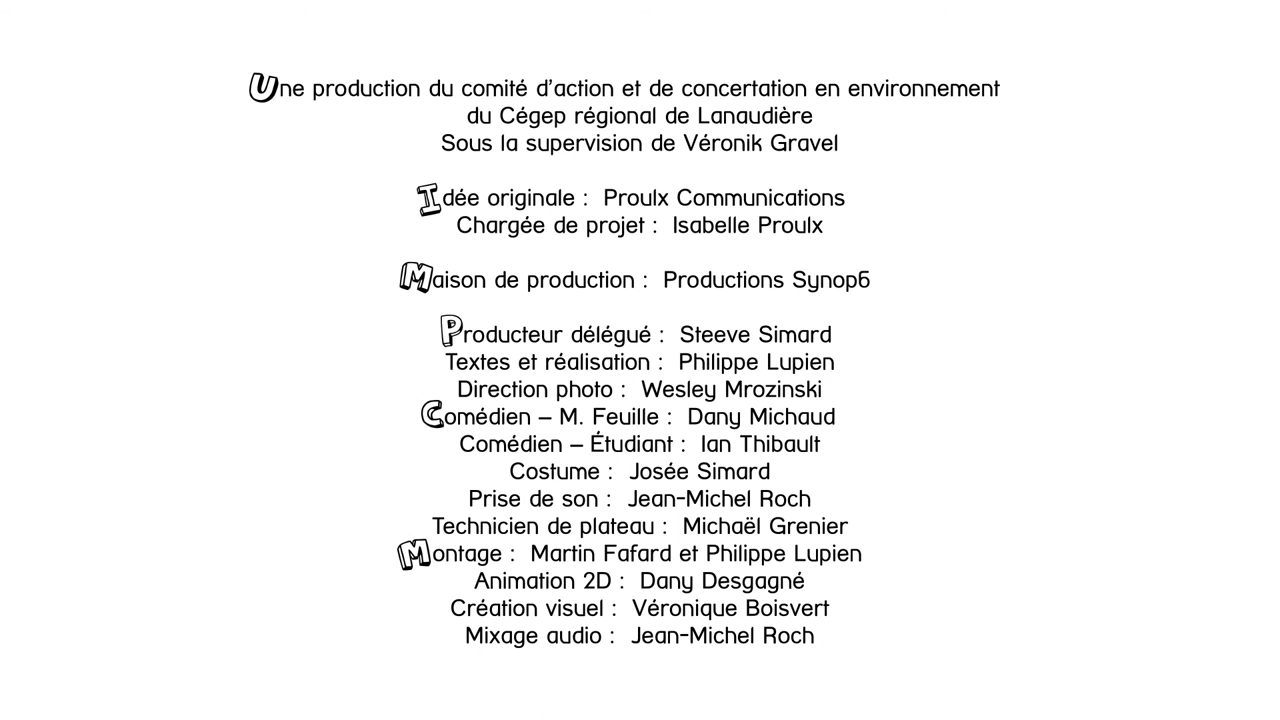 Une production du comité d'action et de concertation en environnement
du Cégep régional de Lanaudière
Sous la supervision de Véronik Gravel
Idée originale : Proulx Communications
Chargée de projet : Isabelle Proulx
Maison de production : Productions Synop6
Producteur délégué : Steeve Simard
Textes et réalisation : Philippe Lupien
Direction photo : Wesley Mrozinski
Comédien – M. Feuille : Dany Michaud
Comédien – Étudiant : Ian Thibault
Costume : Josée Simard
Prise de son : Jean-Michel Roch
Technicien de plateau : Michaël Grenier
Montage : Martin Fafard et Philippe Lupien
Animation 2D : Dany Desgagné
Création visuel : Véronique Boisvert
Mixage audio : Jean-Michel Roch